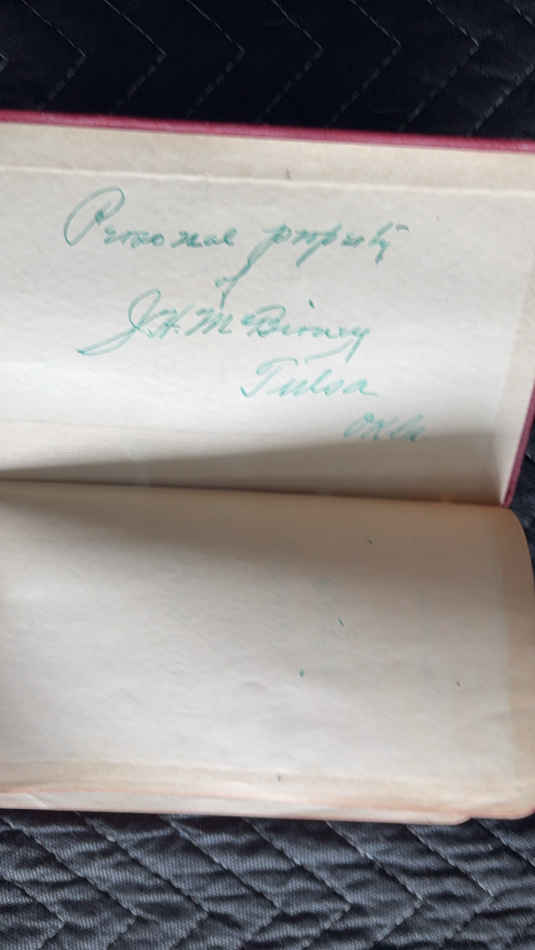 Personal property
of
J.H. McBirney
Tulsa
Okla